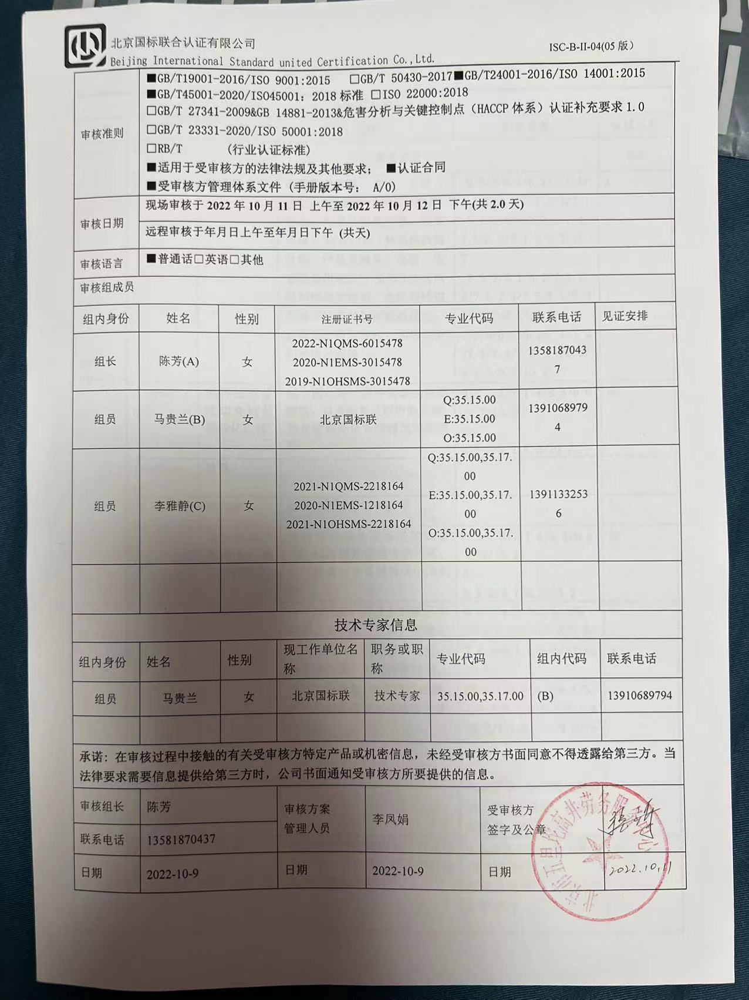 北京国标联合认证有限公司
ISC-B-II-04(05 版)
Beijing International Standard united Certification Co.,Ltd.
审核准则
■GB/T19001-2016/ISO 9001:2015 □GB/T 50430-2017■GB/T24001-2016/ISO 14001:2015
■GB/T45001-2020/ISO45001：2018 标准 □ISO 22000:2018
□GB/T 27341-2009&GB 14881-2013&危害分析与关键控制点（HACCP 体系）认证补充要求 1.0
□GB/T 23331-2020/ISO 50001:2018
□RB/T (行业认证标准)
■适用于受审核方的法律法规及其他要求； ■认证合同
■受审核方管理体系文件 (手册版本号： A/0)
审核日期
现场审核于 2022 年 10 月 11 日 上午至 2022 年 10 月 12 日 下午(共 2.0 天)
远程审核于年月日上午至年月日下午 (共天)
审核语言
■普通话□英语□其他
审核组成员
组内身份 姓名 性别 注册证书号 专业代码 联系电话 见证安排
组长 陈芳(A) 女
2022-N1QMS-6015478
2020-N1EMS-3015478
2019-N1OHSMS-3015478
1358187043
7
组员 马贵兰(B) 女 北京国标联
Q:35.15.00
E:35.15.00
O:35.15.00
1391068979
4
组员 李雅静(C) 女
2021-N1QMS-2218164
2020-N1EMS-1218164
2021-N1OHSMS-2218164
Q:35.15.00,35.17.
00
E:35.15.00,35.17.
00
O:35.15.00,35.17.
00
1391133253
6
技术专家信息
组内身份 姓名 性别
现工作单位名
称
职务或职
称
专业代码 组内代码 联系电话
组员 马贵兰 女 北京国标联 技术专家 35.15.00,35.17.00 (B) 13910689794
承诺：在审核过程中接触的有关受审核方特定产品或机密信息，未经受审核方书面同意不得透露给第三方。当
法律要求需要信息提供给第三方时，公司书面通知受审核方所要提供的信息。
审核组长 陈芳
联系电话 13581870437
审核方案
管理人员
李凤娟
受审核方
签字及公章
日期 2022-10-9
日期 2022-10-9
日期 2022.10.11
北京市五里坨高井劳务服务中心